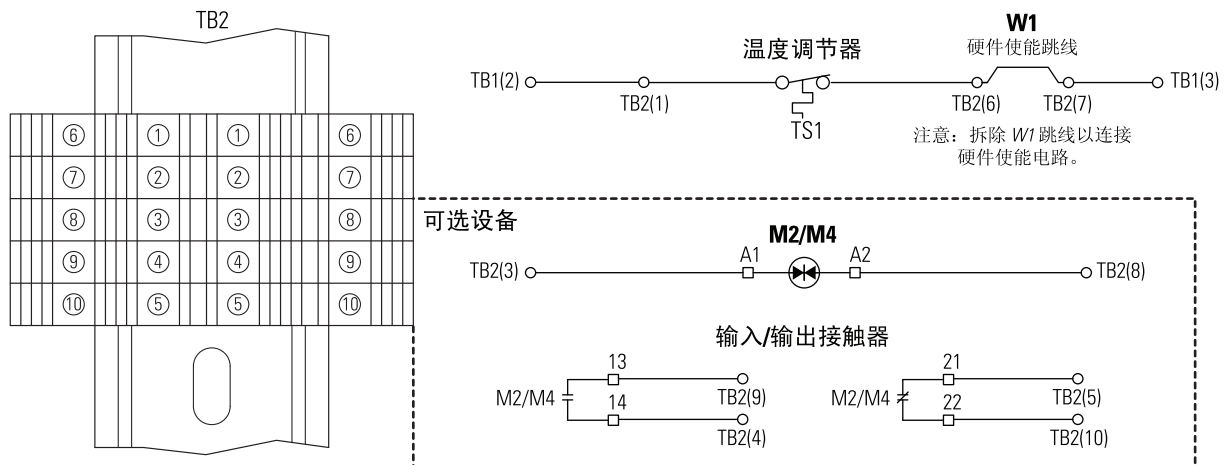 TB2
⑥ ① ① ⑥
⑦ ② ② ⑦
⑧ ③ ③ ⑧
⑨ ④ ④ ⑨
⑩ ⑤ ⑤ ⑩
W1
硬件使能跳线
温度调节器
TB1(2)
TB2(1)
TS1
TB2(6)
TB2(7)
TB1(3)
注意：拆除 W1 跳线以连接
硬件使能电路。
可选设备
M2/M4
TB2(3)
A1
A2
TB2(8)
输入/输出接触器
M2/M4
13
14
TB2(9)
TB2(4)
M2/M4
21
22
TB2(5)
TB2(10)